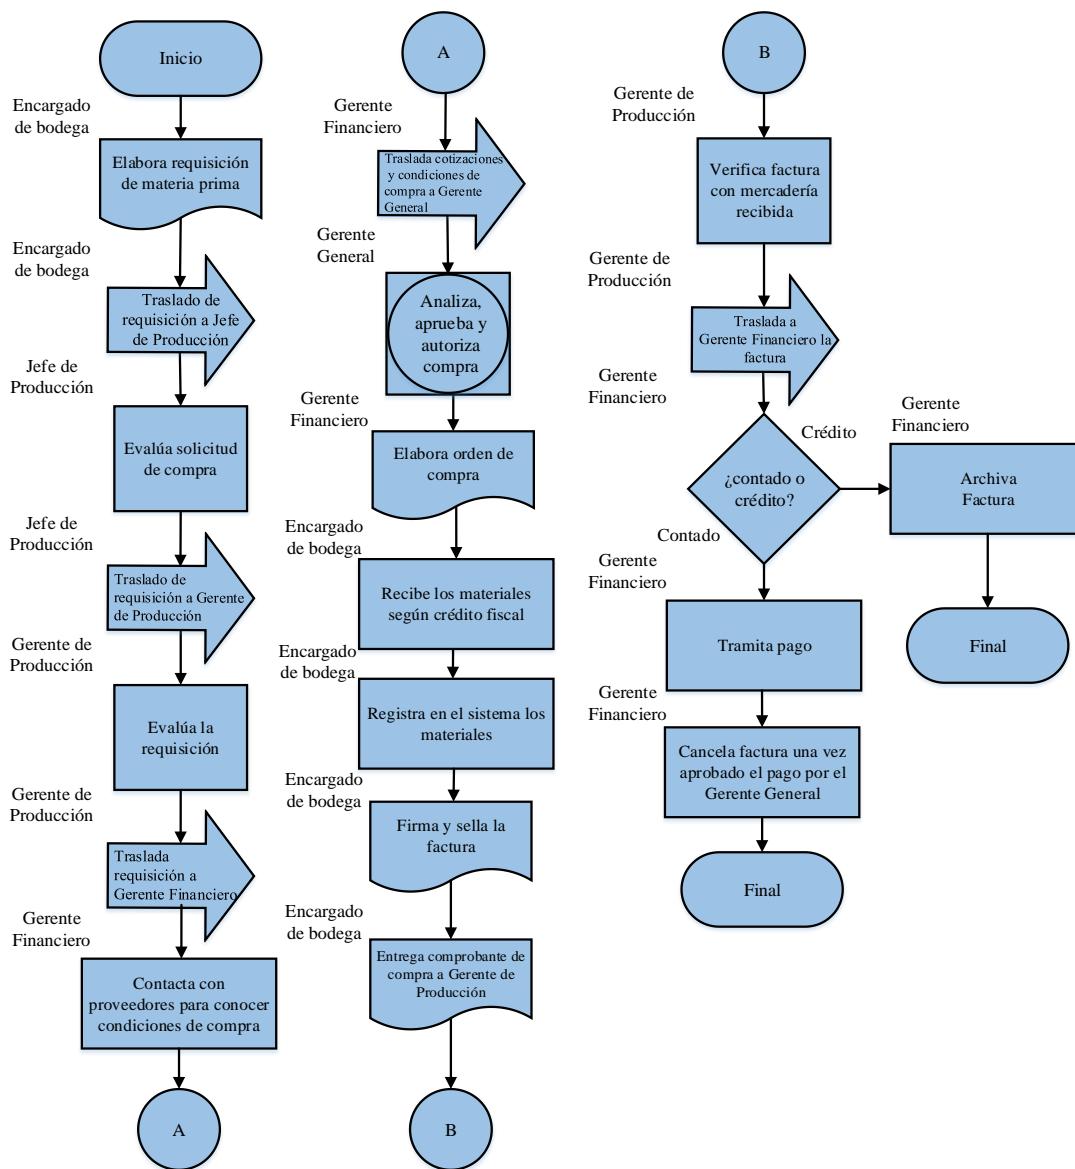 Inicio
Encargado
de bodega
Elabora requisición
de materia prima
Encargado
de bodega
Traslado de
requisición a Jefe
de Producción
Jefe de
Producción
Evalúa solicitud
de compra
Jefe de
Producción
Traslado de
requisición a Gerente
de Producción
Gerente de
Producción
Evalúa la
requisición
Gerente de
Producción
Traslada
requisición a
Gerente Financiero
Gerente
Financiero
Contacta con
proveedores para conocer
condiciones de compra
A
A
Gerente
Financiero
Traslada cotizaciones
y condiciones de
compra a Gerente
General
Gerente
General
Analiza,
aprueba y
autoriza
compra
Gerente
Financiero
Elabora orden de
compra
Encargado
de bodega
Recibe los materiales
según crédito fiscal
Encargado
de bodega
Registra en el sistema los
materiales
Encargado
de bodega
Firma y sella la
factura
Encargado
de bodega
Entrega comprobante de
compra a Gerente de
Producción
B
B
Gerente de
Producción
Verifica factura
con mercadería
recibida
Gerente de
Producción
Traslada a
Gerente Financiero la
factura
Gerente
Financiero
¿contado o
crédito?
Crédito
Gerente
Financiero
Archiva
Factura
Final
Contado
Gerente
Financiero
Tramita pago
Gerente
Financiero
Cancela factura una vez
aprobado el pago por el
Gerente General
Final